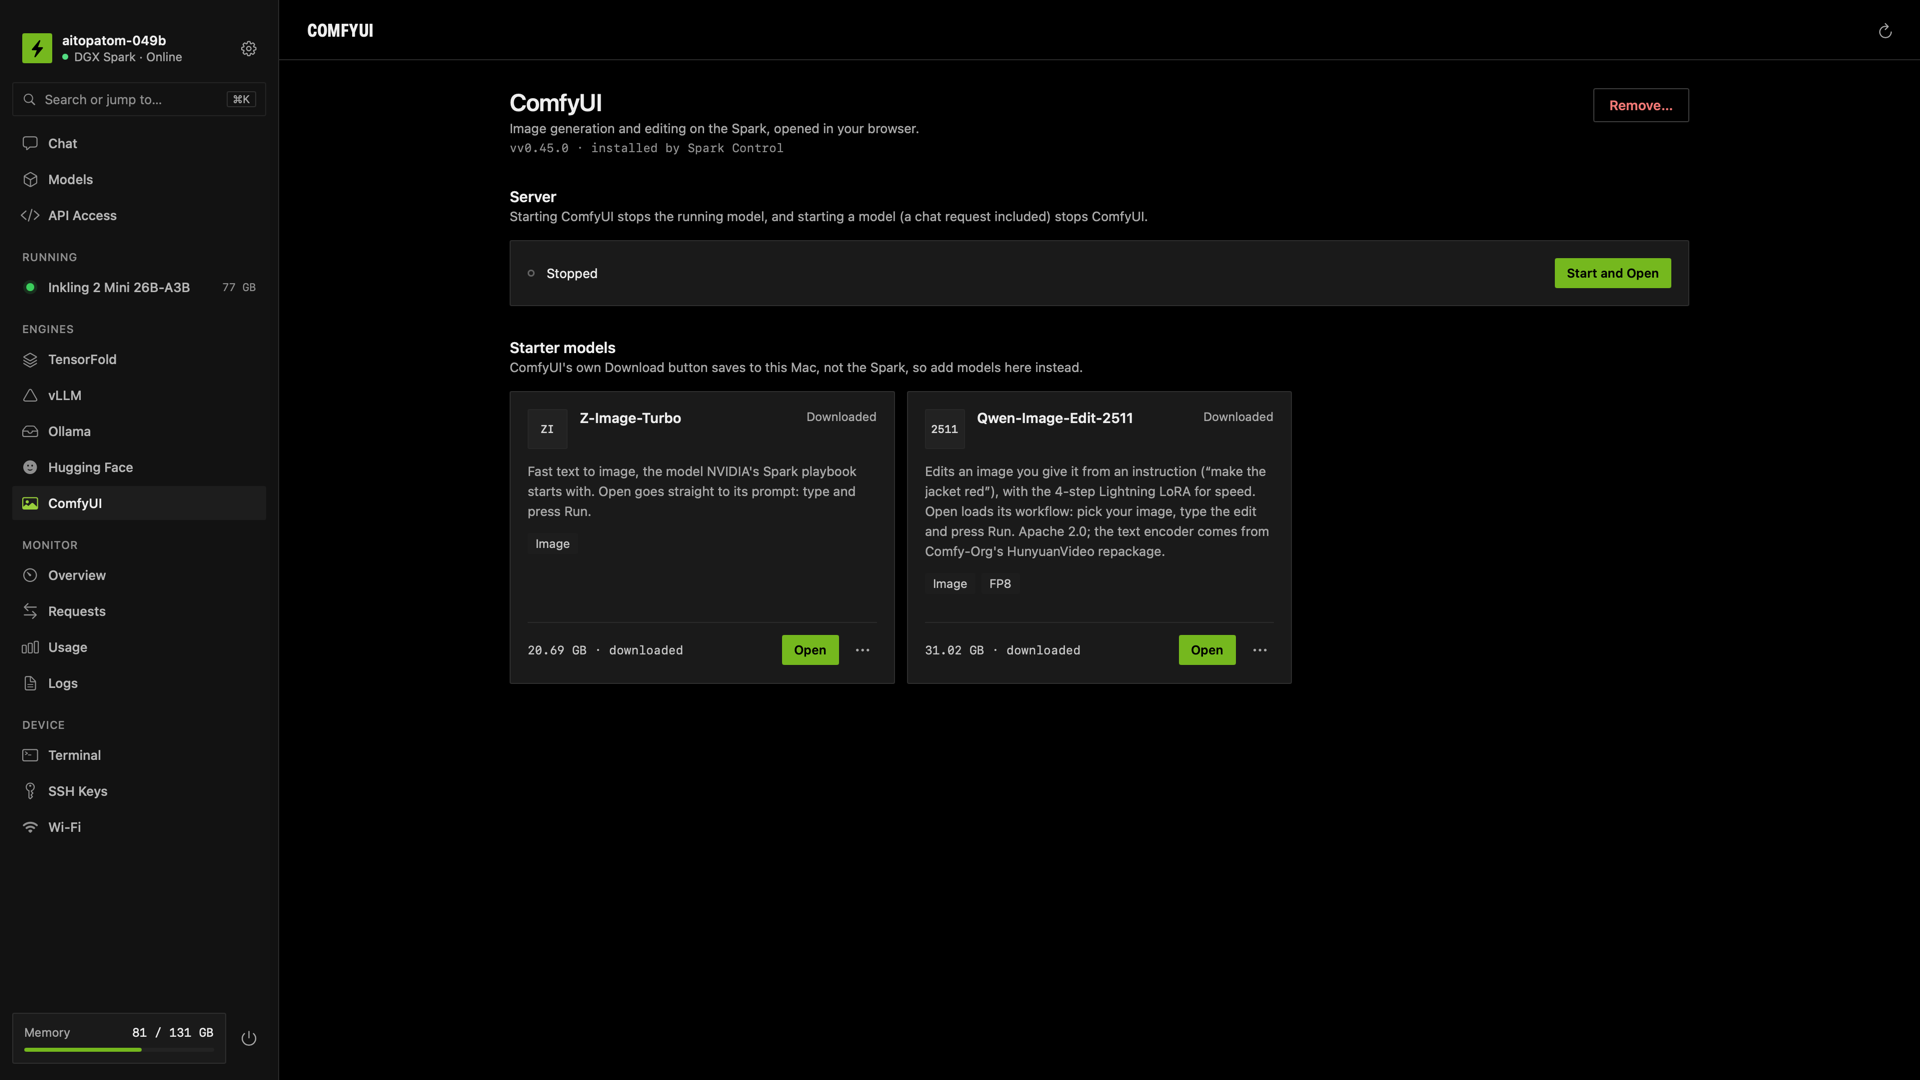 aitopatom-049b
DGX Spark · Online
Search or jump to...
⌘K
Chat
Models
API Access
RUNNING
Inkling 2 Mini 26B-A3B
77 GB
ENGINES
TensorFold
vLLM
Ollama
Hugging Face
ComfyUI
MONITOR
Overview
Requests
Usage
Logs
DEVICE
Terminal
SSH Keys
Wi-Fi
Memory
81 / 131 GB
COMFYUI
ComfyUI
Remove...
Image generation and editing on the Spark, opened in your browser.
vv0.45.0 · installed by Spark Control
Server
Starting ComfyUI stops the running model, and starting a model (a chat request included) stops ComfyUI.
Stopped
Start and Open
Starter models
ComfyUI's own Download button saves to this Mac, not the Spark, so add models here instead.
ZI
Z-Image-Turbo
Downloaded
Fast text to image, the model NVIDIA's Spark playbook
starts with. Open goes straight to its prompt: type and
press Run.
Image
20.69 GB · downloaded
Open
2511
Qwen-Image-Edit-2511
Downloaded
Edits an image you give it from an instruction (“make the
jacket red”), with the 4-step Lightning LoRA for speed.
Open loads its workflow: pick your image, type the edit
and press Run. Apache 2.0; the text encoder comes from
Comfy-Org's HunyuanVideo repackage.
Image
FP8
31.02 GB · downloaded
Open